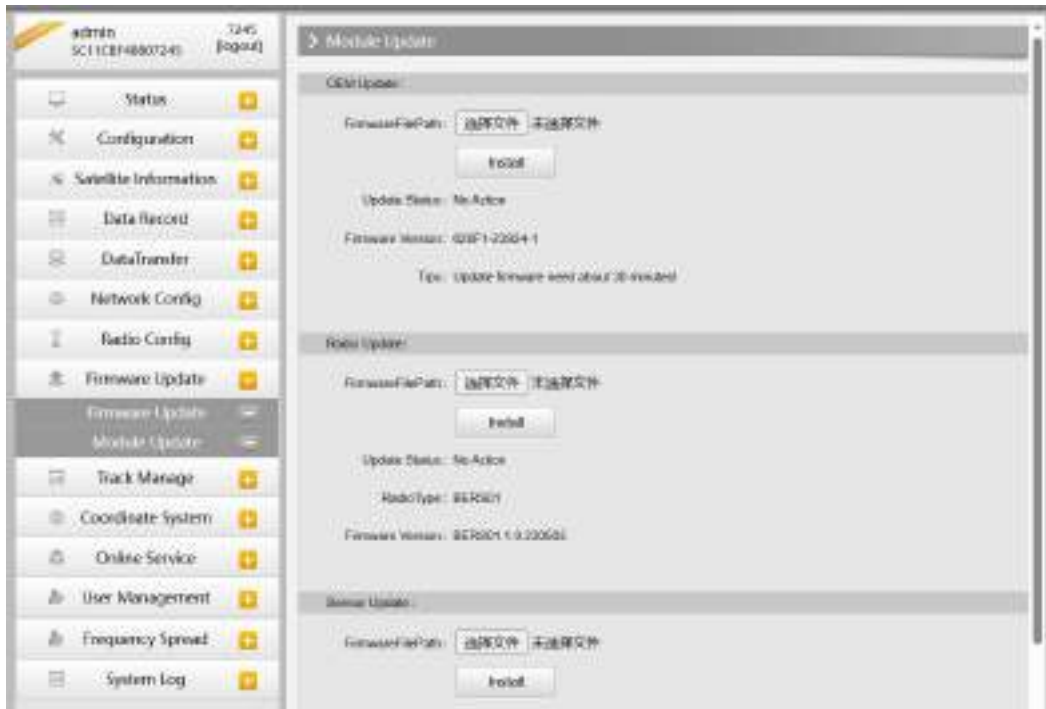 admin
7245
[logout]
Status
Configuration
Satellite Information
Data Record
DataTransfer
Network Config
Radio Config
Firmware Update
Firmware Update
Module Update
Track Manage
Coordinate System
Online Service
User Management
Frequency Spread
System Log
Module Update
OEM Update:
FirmwareFilePath: 选择文件 未选择文件
Install
Update Status: No Action
Firmware Version:
Tips: Update firmware need about 30 minutes!
Radio Update:
FirmwareFilePath: 选择文件 未选择文件
Install
Update Status: No Action
RadioType:
Firmware Version:
Sensor Update:
FirmwareFilePath: 选择文件 未选择文件
Install